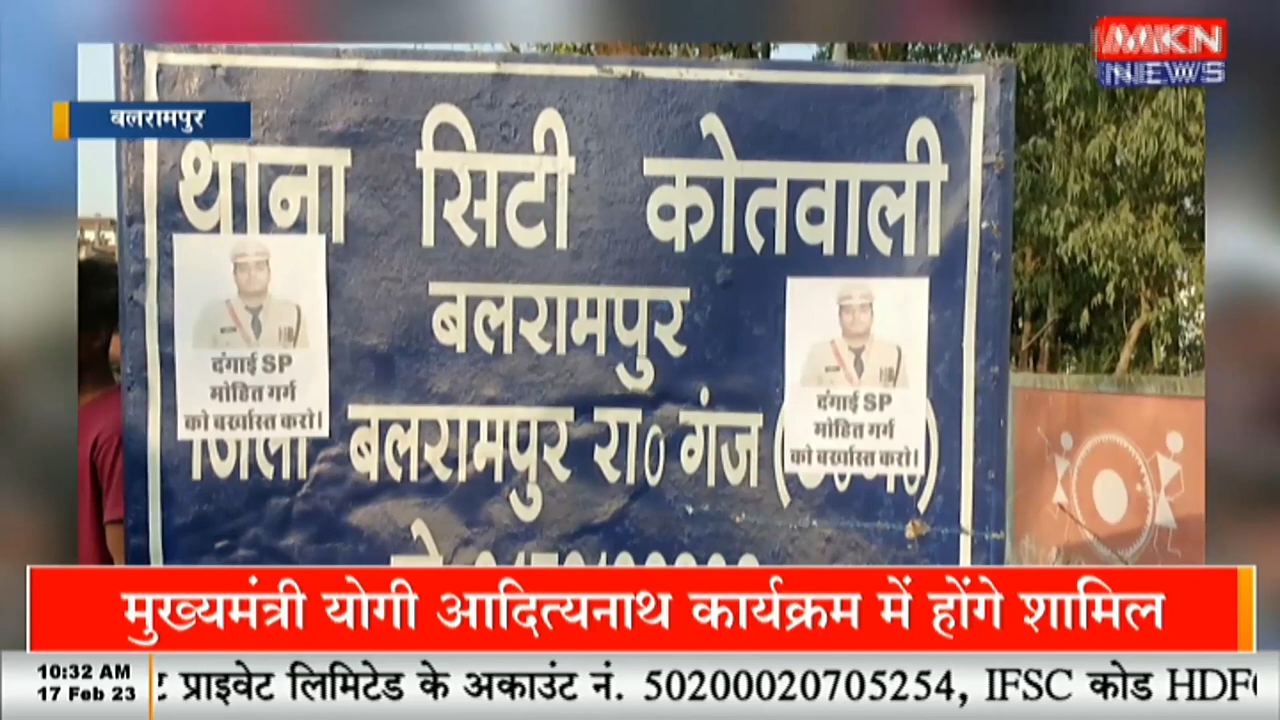 MKN
NEWS
बलरामपुर
थाना सिटी कोतवाली
बलरामपुर
जिला बलरामपुर रा० गंज
दंगाई SP
मोहित गर्ग
को बर्खास्त करो।
दंगाई SP
मोहित गर्ग
को बर्खास्त करो।
मुख्यमंत्री योगी आदित्यनाथ कार्यक्रम में होंगे शामिल
10:32 AM
17 Feb 23
प्राइवेट लिमिटेड के अकाउंट नं. 50200020705254, IFSC कोड